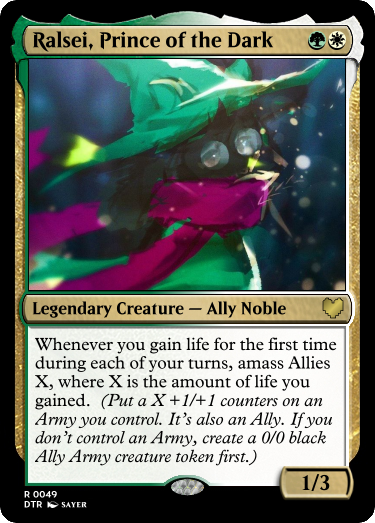 Ralsei, Prince of the Dark
Legendary Creature — Ally Noble
Whenever you gain life for the first time
during each of your turns, amass Allies
X, where X is the amount of life you
gained. (Put a X +1/+1 counters on an
Army you control. It's also an Ally. If you
don't control an Army, create a 0/0 black
Ally Army creature token first.)
1/3
R 0049
DTR SAYER